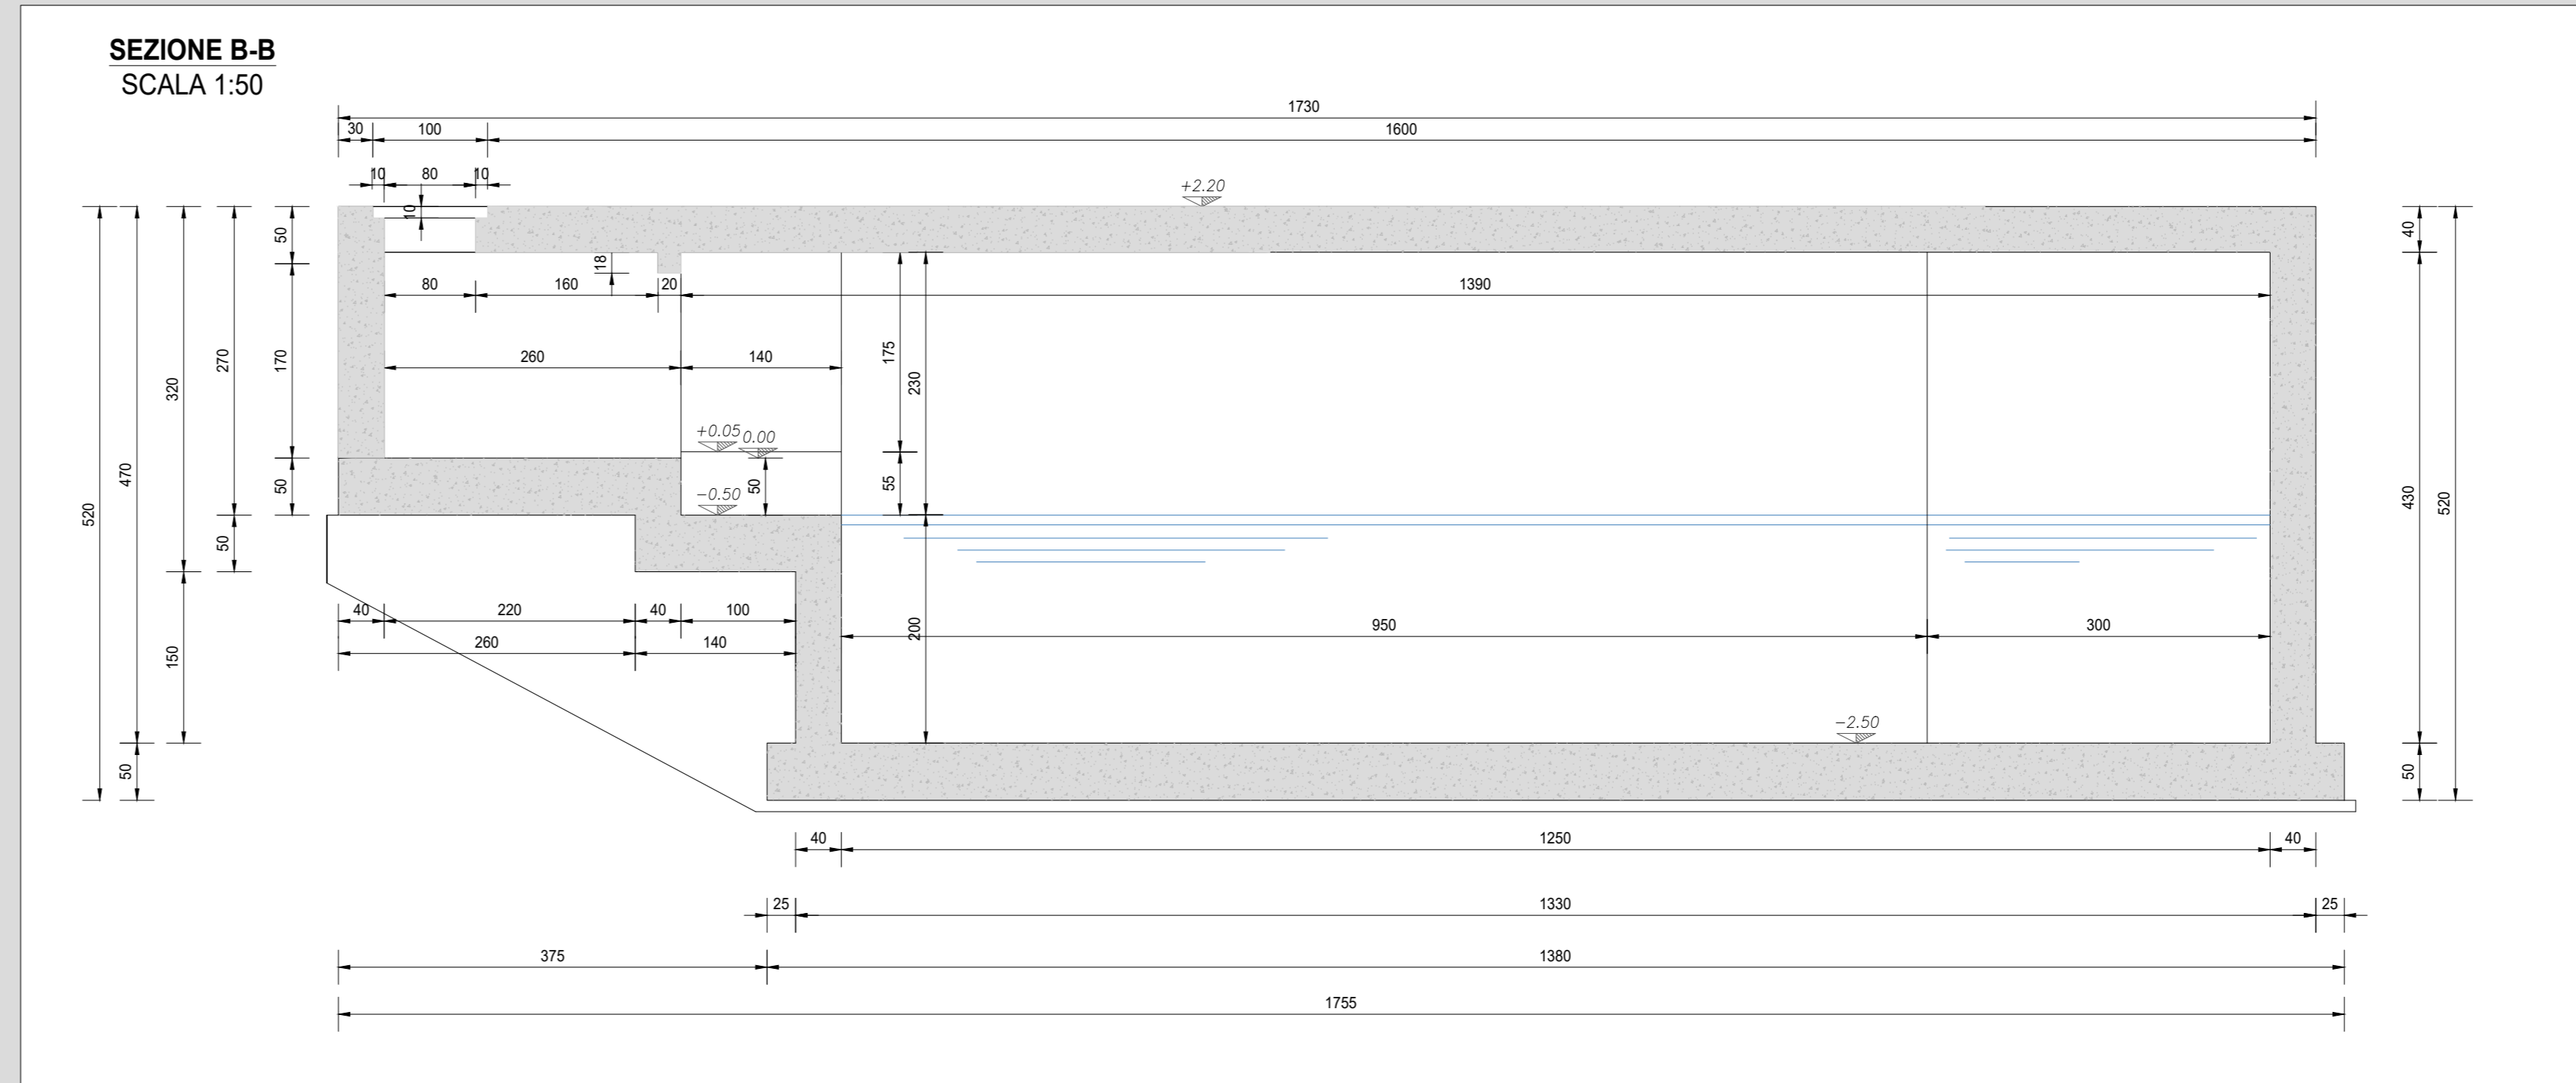 SEZIONE B-B
SCALA 1:50
1730
30 100 1600
10 80 10
+2.20
10
50 40
18
80 160 20 1390
260 140 175 230
170 270 320
+0.05 0.00
−0.50 50 55
50 470 520 430 520
50
40 220 40 100
260 140 200 950 300
150
−2.50
50 50
40 1250 40
25 1330 25
375 1380
1755